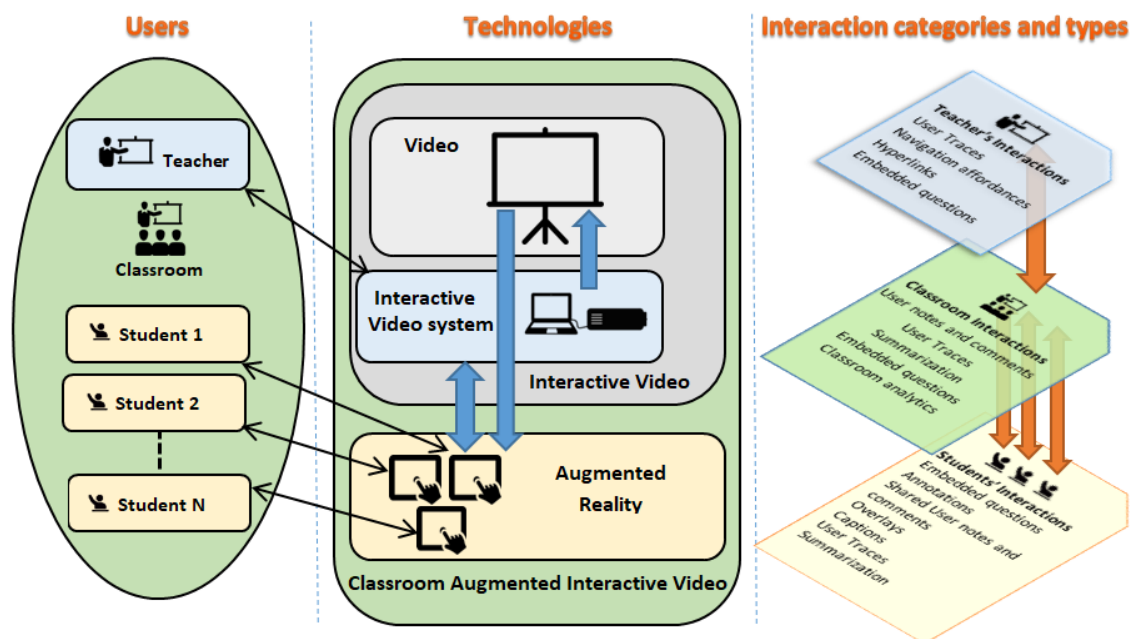 Users
Technologies
Interaction categories and types
Teacher
Classroom
Student 1
Student 2
Student N
Video
Interactive
Video system
Interactive Video
Augmented
Reality
Classroom Augmented Interactive Video
Teacher's Interactions
User Traces
Navigation affordances
Hyperlinks
Embedded questions
Classroom Interactions
User notes and comments
User Traces
Summarization
Embedded questions
Classroom analytics
Students' Interactions
Embedded questions
Annotations
Shared User notes and
comments
Overlays
Captions
User Traces
Summarization